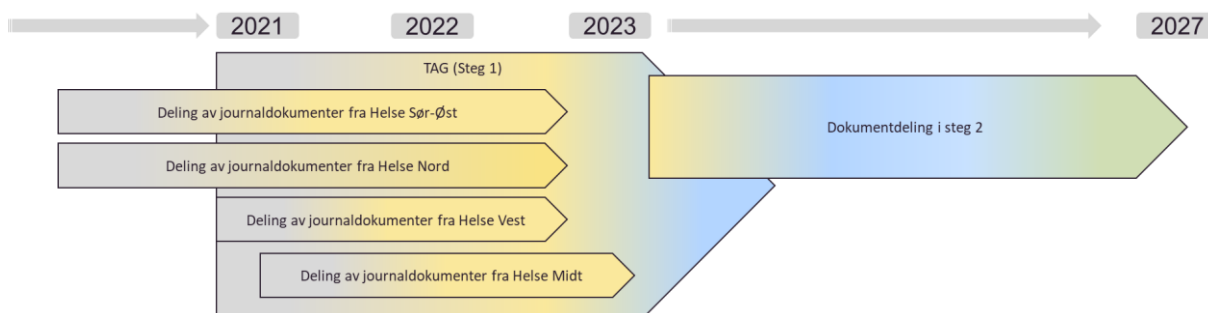 2021
2022
2023
2027
TAG (Steg 1)
Deling av journaldokumenter fra Helse Sør-Øst
Dokumentdeling i steg 2
Deling av journaldokumenter fra Helse Nord
Deling av journaldokumenter fra Helse Vest
Deling av journaldokumenter fra Helse Midt